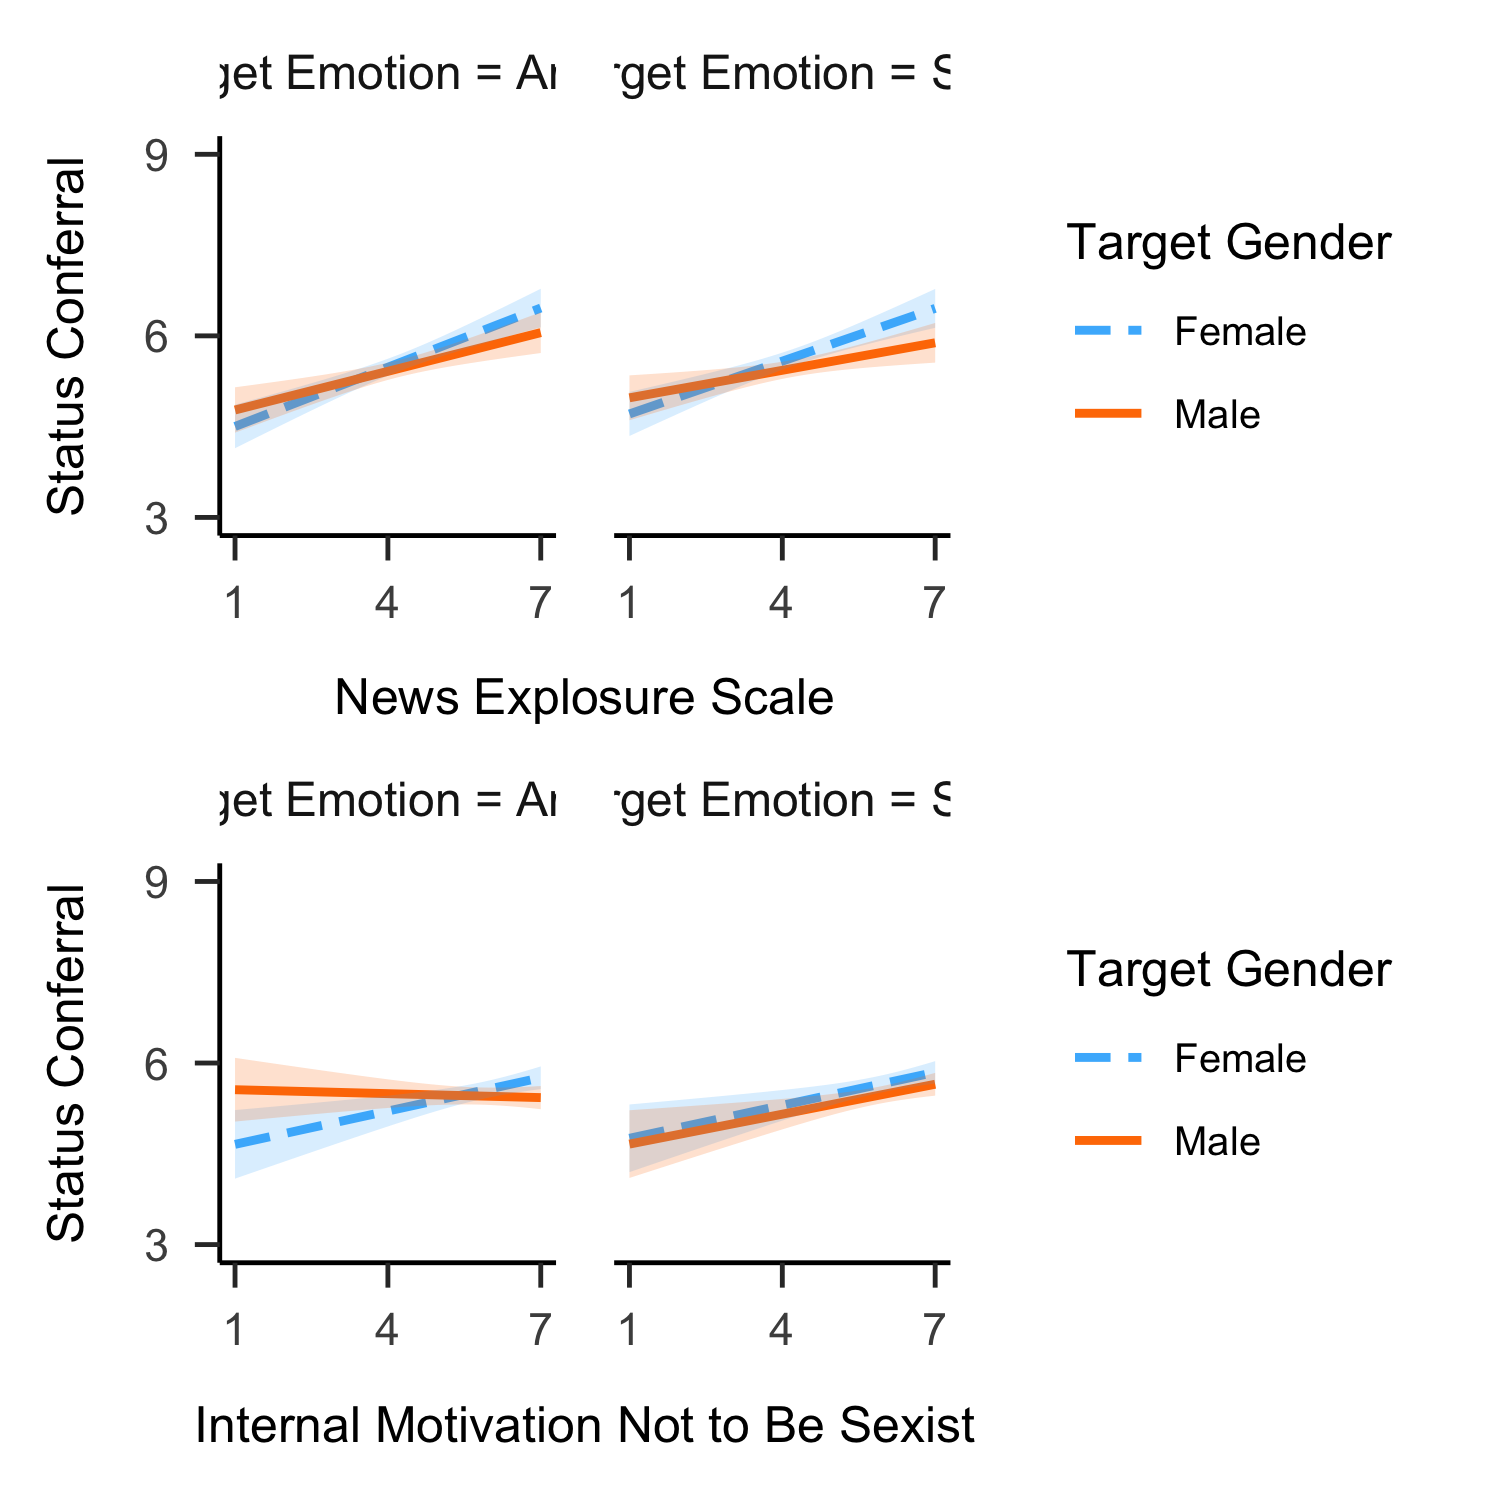 get Emotion = Ar
rget Emotion = S
Status Conferral
9
6
3
1 4 7
1 4 7
News Explosure Scale
Target Gender
Female
Male
get Emotion = Ar
rget Emotion = S
Status Conferral
9
6
3
1 4 7
1 4 7
Internal Motivation Not to Be Sexist
Target Gender
Female
Male